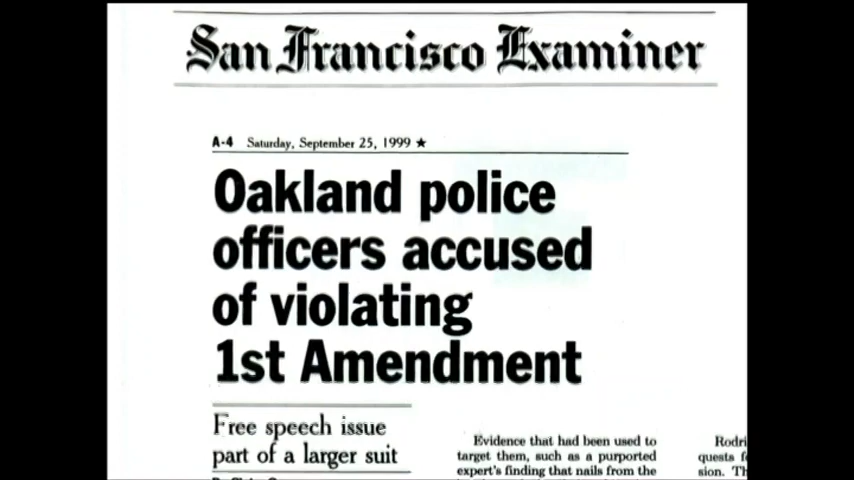 San Francisco Examiner
A-4 Saturday, September 25, 1999 ★
Oakland police
officers accused
of violating
1st Amendment
Free speech issue
part of a larger suit
Evidence that had been used to
target them, such as a purported
expert's finding that nails from the
Rodri
quests f
sion. Th